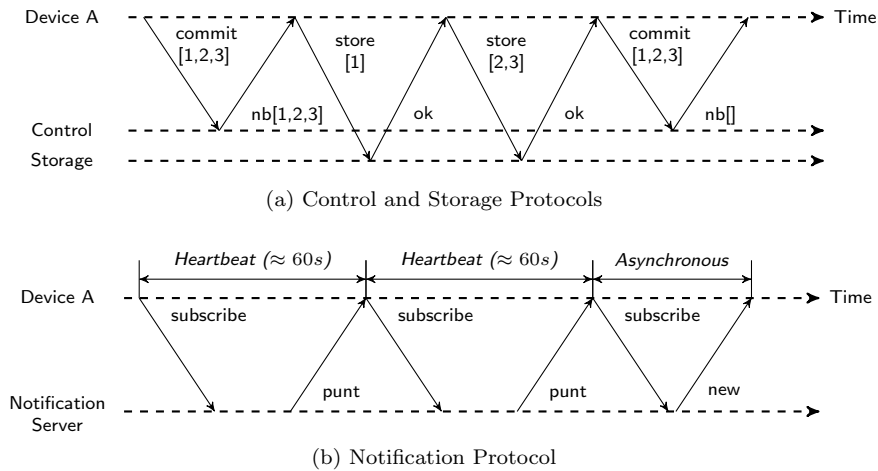 Device A
Time
commit
[1,2,3]
store
[1]
store
[2,3]
commit
[1,2,3]
nb[1,2,3]
ok
ok
nb[]
Control
Storage
(a) Control and Storage Protocols
Heartbeat (≈ 60s)
Heartbeat (≈ 60s)
Asynchronous
Device A
Time
subscribe
subscribe
subscribe
punt
punt
new
Notification
Server
(b) Notification Protocol